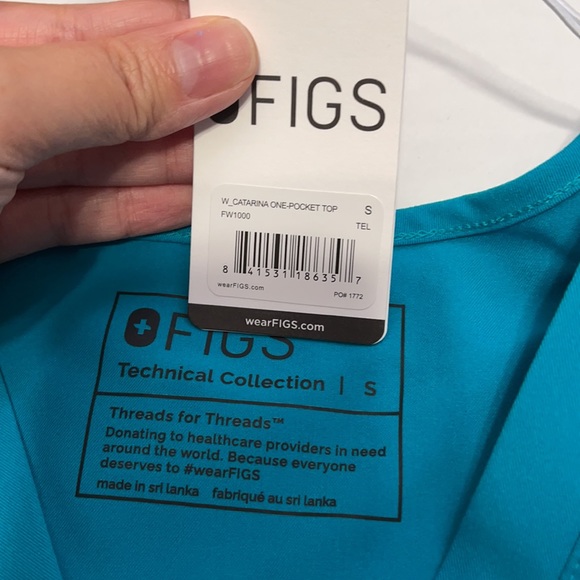 FIGS
W_CATARINA ONE-POCKET TOP S
FW1000 TEL
8 41531 18635 7
wearFIGS.com PO# 1772
wearFIGS.com
FIGS
Technical Collection | S
Threads for Threads™
Donating to healthcare providers in need
around the world. Because everyone
deserves to #wearFIGS
made in sri lanka fabriqué au sri lanka